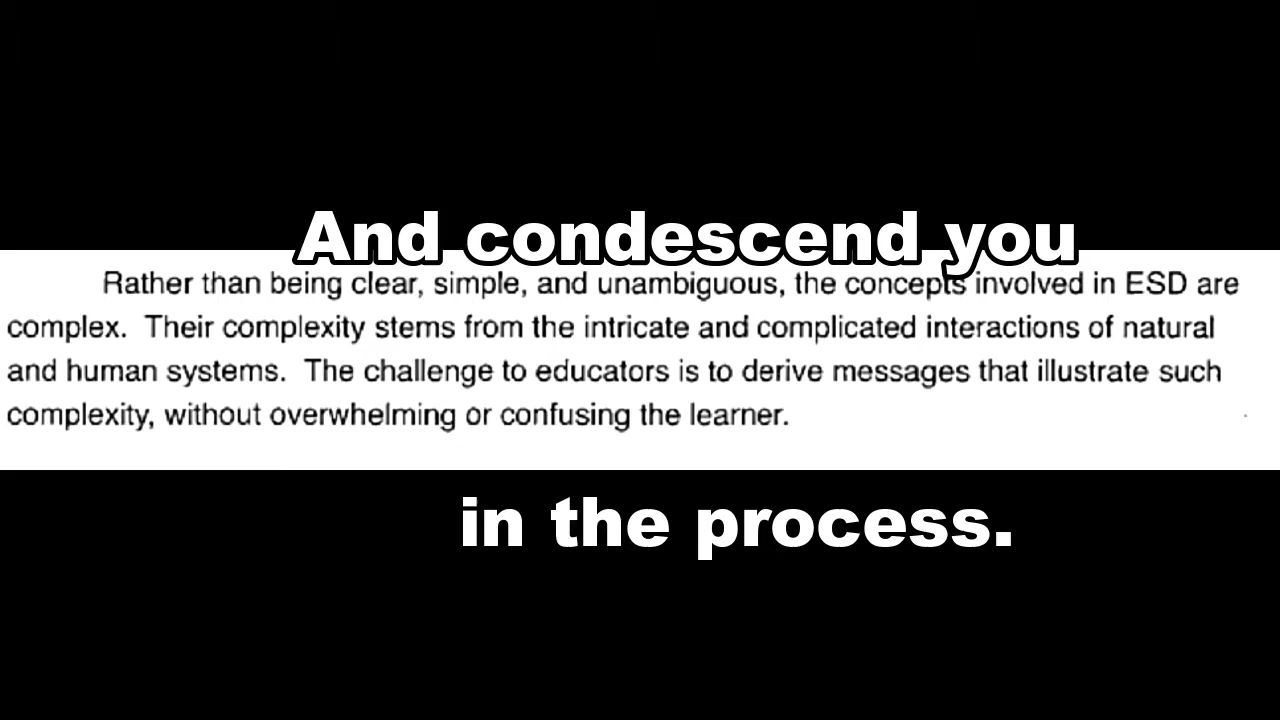 And condescend you
Rather than being clear, simple, and unambiguous, the concepts involved in ESD are
complex. Their complexity stems from the intricate and complicated interactions of natural
and human systems. The challenge to educators is to derive messages that illustrate such
complexity, without overwhelming or confusing the learner.
in the process.